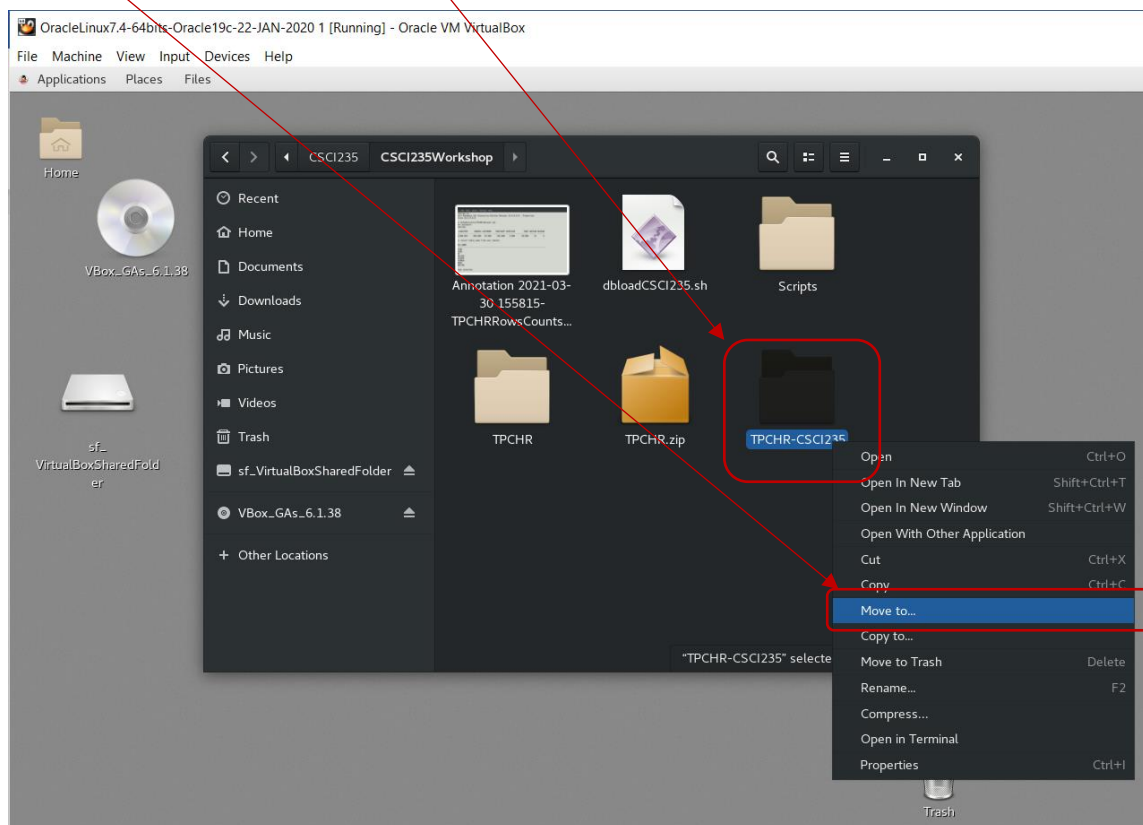 OracleLinux7.4-64bits-Oracle19c-22-JAN-2020 1 [Running] - Oracle VM VirtualBox
File Machine View Input Devices Help
Applications Places Files
Home
VBox_GAs_6.1.38
sf_
VirtualBoxSharedFold
er
CSCI235 CSCI235Workshop
Recent
Home
Documents
Downloads
Music
Pictures
Videos
Trash
sf_VirtualBoxSharedFolder
VBox_GAs_6.1.38
+ Other Locations
Annotation 2021-03-
30 155815-
TPCHRRowsCounts...
dbloadCSCI235.sh
Scripts
TPCHR
TPCHR.zip
TPCHR-CSCI235
"TPCHR-CSCI235" selecte
Open Ctrl+O
Open In New Tab Shift+Ctrl+T
Open In New Window Shift+Ctrl+W
Open With Other Application
Cut Ctrl+X
Copy Ctrl+C
Move to...
Copy to...
Move to Trash Delete
Rename... F2
Compress...
Open in Terminal
Properties Ctrl+I
Trash